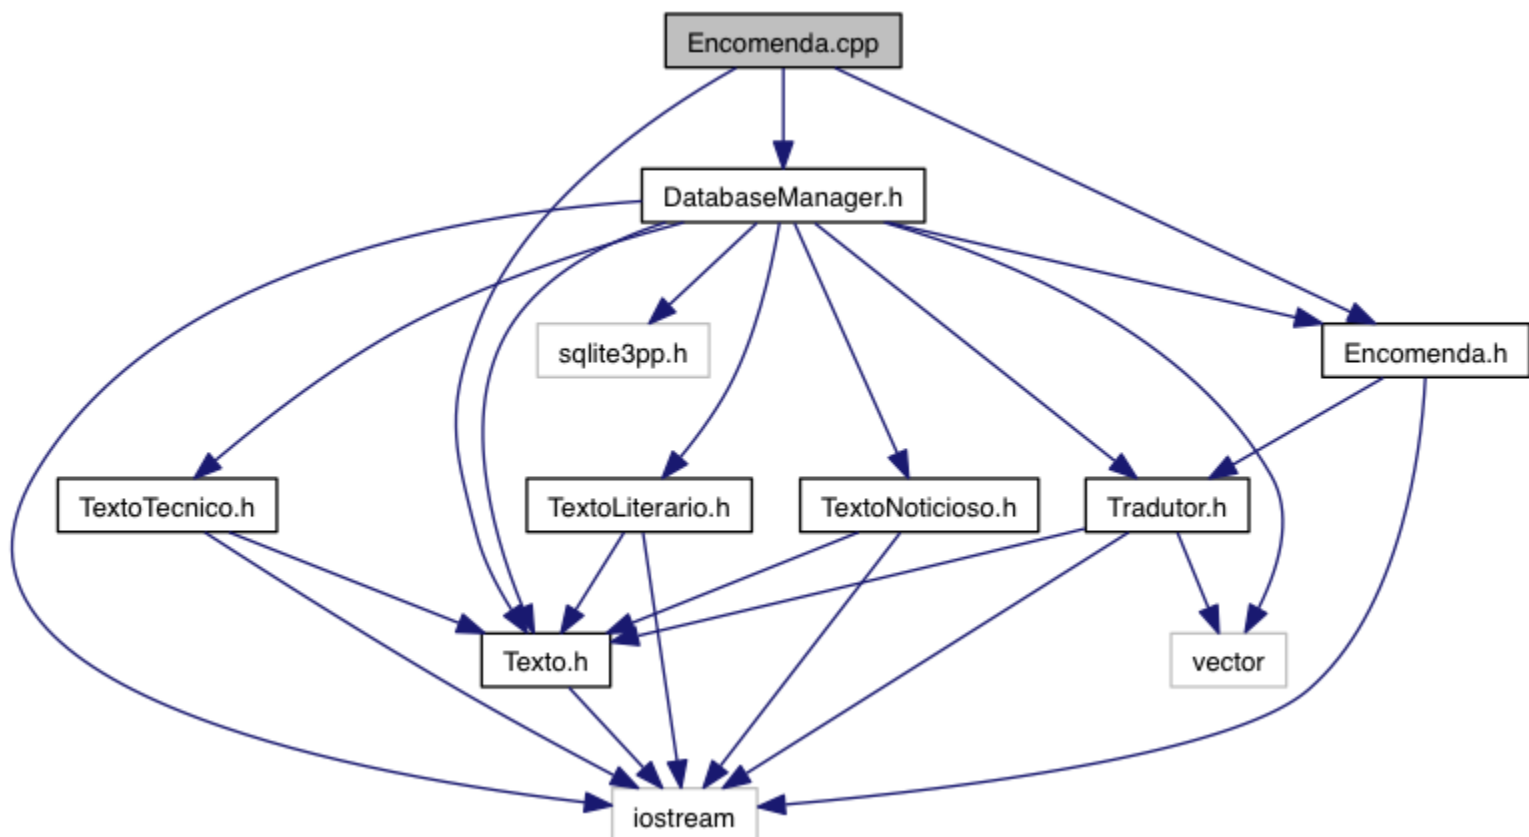 Encomenda.cpp
DatabaseManager.h
sqlite3pp.h
Encomenda.h
TextoTecnico.h
TextoLiterario.h
TextoNoticioso.h
Tradutor.h
Texto.h
vector
iostream